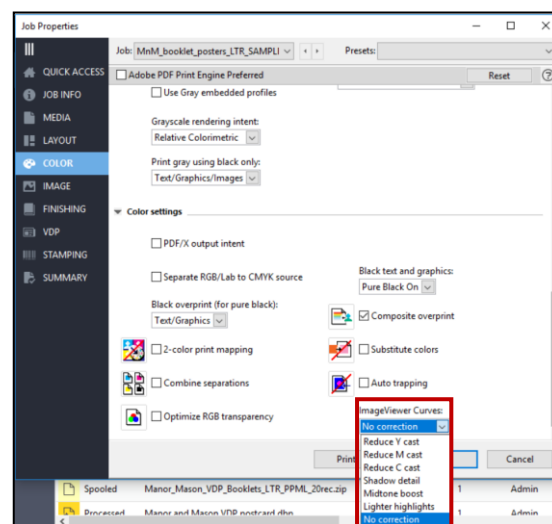 Job Properties
Job: MnM_booklet_posters_LTR_SAMPLI
Presets:
QUICK ACCESS
JOB INFO
MEDIA
LAYOUT
COLOR
IMAGE
FINISHING
VDP
STAMPING
SUMMARY
Adobe PDF Print Engine Preferred
Reset
Use Gray embedded profiles
Grayscale rendering intent:
Relative Colorimetric
Print gray using black only:
Text/Graphics/Images
Color settings
PDF/X output intent
Separate RGB/Lab to CMYK source
Black text and graphics:
Pure Black On
Black overprint (for pure black):
Text/Graphics
Composite overprint
2-color print mapping
Substitute colors
Combine separations
Auto trapping
Optimize RGB transparency
ImageViewer Curves:
No correction
Reduce Y cast
Reduce M cast
Reduce C cast
Shadow detail
Midtone boost
Lighter highlights
No correction
Print
Cancel
Spooled Manor_Mason_VDP_Booklets_LTR_PPML_20rec.zip 1 Admin
Processed Manor and Mason VDP postcard.dbp 1 Admin